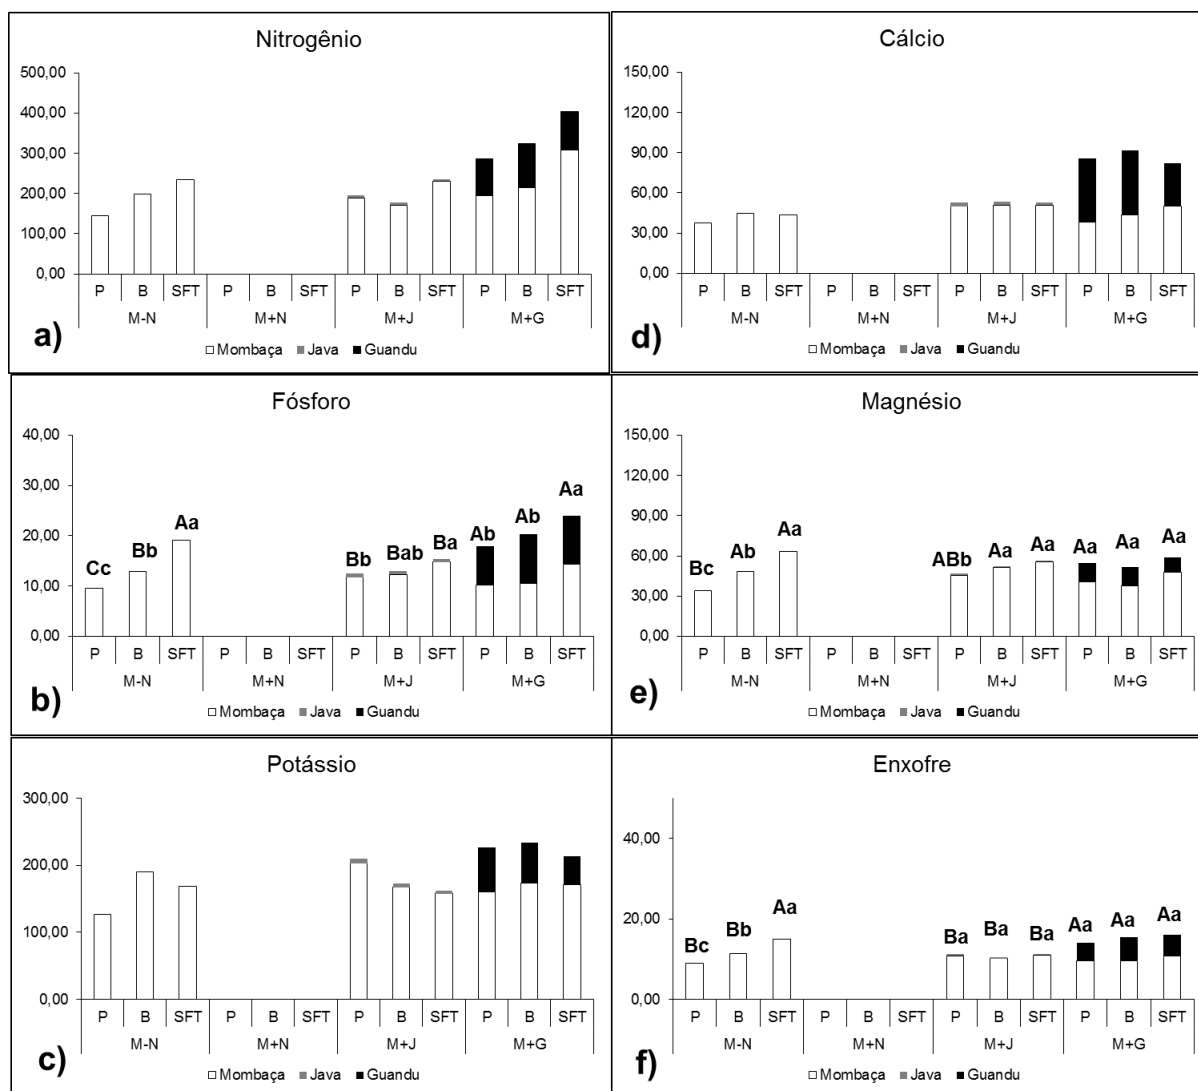 Nitrogênio
500,00
400,00
300,00
200,00
100,00
0,00
P B SFT P B SFT P B SFT P B SFT
M-N M+N M+J M+G
a)
Mombaça Java Guandu
Cálcio
150,00
120,00
90,00
60,00
30,00
0,00
P B SFT P B SFT P B SFT P B SFT
M-N M+N M+J M+G
d)
Mombaça Java Guandu
Fósforo
40,00
30,00
20,00
10,00
0,00
Cc Bb Aa Bb Bab Ba Ab Ab Aa
P B SFT P B SFT P B SFT P B SFT
M-N M+N M+J M+G
b)
Mombaça Java Guandu
Magnésio
150,00
120,00
90,00
60,00
30,00
0,00
Bc Ab Aa ABb Aa Aa Aa Aa Aa
P B SFT P B SFT P B SFT P B SFT
M-N M+N M+J M+G
e)
Mombaça Java Guandu
Potássio
300,00
200,00
100,00
0,00
P B SFT P B SFT P B SFT P B SFT
M-N M+N M+J M+G
c)
Mombaça Java Guandu
Enxofre
40,00
20,00
0,00
Bc Bb Aa Ba Ba Ba Aa Aa Aa
P B SFT P B SFT P B SFT P B SFT
M-N M+N M+J M+G
f)
Mombaça Java Guandu